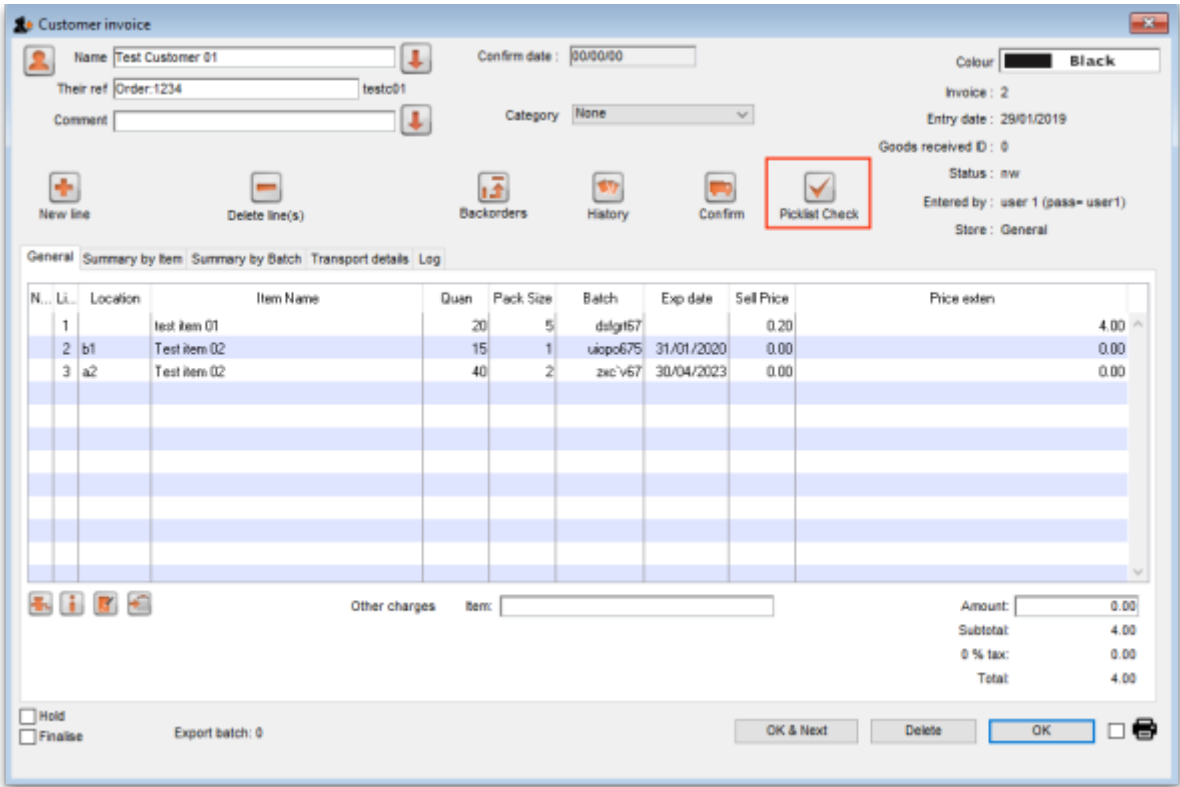 Customer invoice
Name Test Customer 01 Confirm date : 00/00/00 Colour Black
Their ref Order:1234 testc01 Invoice : 2
Comment Category None Entry date : 29/01/2019
Goods received ID : 0
Status : nw
Entered by : user 1 (pass= user1)
Store : General
New line Delete line(s) Backorders History Confirm Picklist Check
General Summary by Item Summary by Batch Transport details Log
N... Li... Location Item Name Quan Pack Size Batch Exp date Sell Price Price exten
1 test item 01 20 5 dsfgrt67 0.20 4.00
2 b1 Test item 02 15 1 uiopo675 31/01/2020 0.00 0.00
3 a2 Test item 02 40 2 zxc`v67 30/04/2023 0.00 0.00
Other charges Item: Amount: 0.00
Subtotal: 4.00
0 % tax: 0.00
Total: 4.00
Hold
Finalise Export batch: 0 OK & Next Delete OK